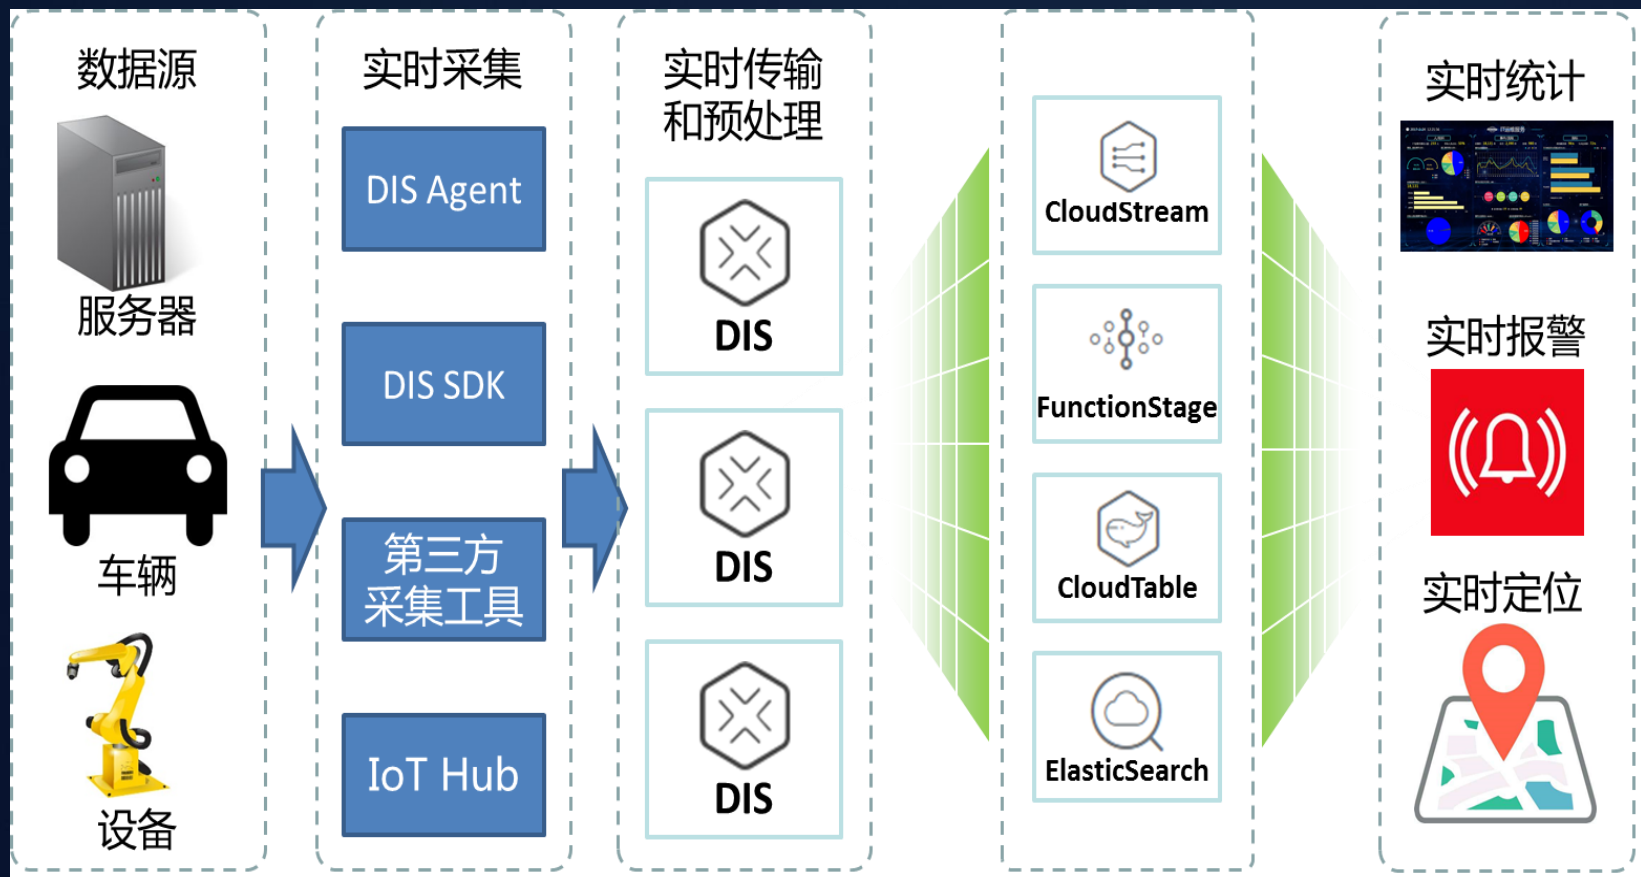 数据源
服务器
车辆
设备
实时采集
DIS Agent
DIS SDK
第三方
采集工具
IoT Hub
实时传输
和预处理
DIS
DIS
DIS
CloudStream
FunctionStage
CloudTable
ElasticSearch
实时统计
实时报警
实时定位